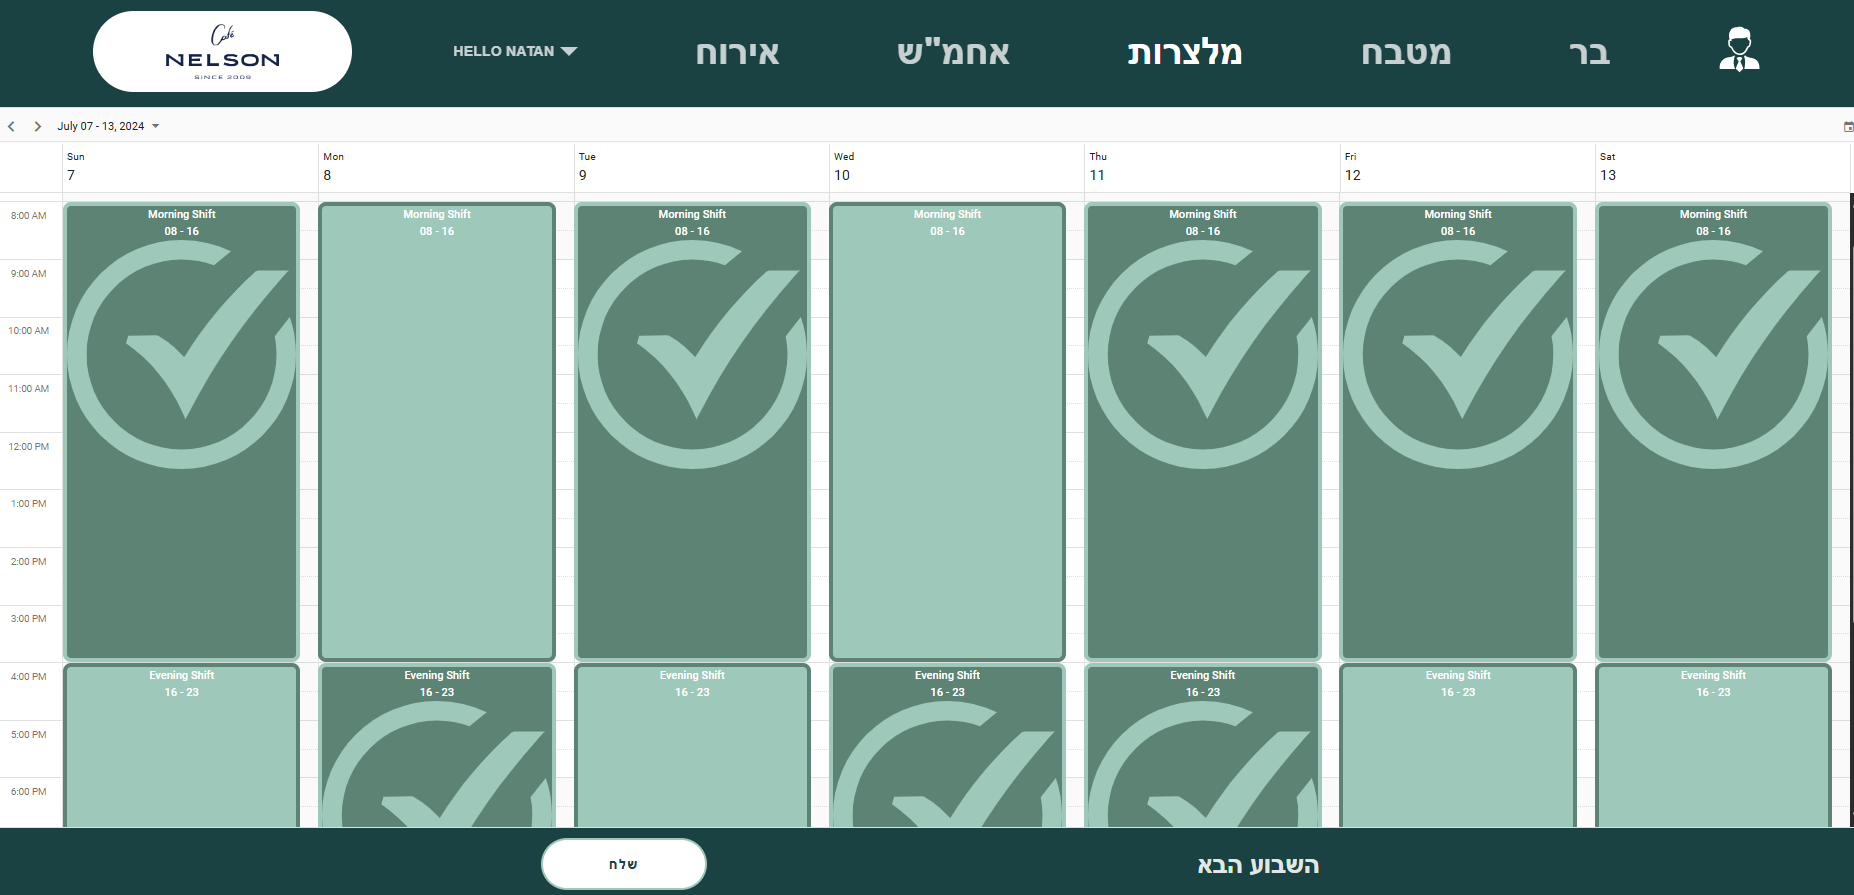 Café
NELSON
SINCE 2009
HELLO NATAN
אירוח
אחמ"ש
מלצרות
מטבח
בר
July 07 - 13, 2024
Sun
7
Mon
8
Tue
9
Wed
10
Thu
11
Fri
12
Sat
13
8:00 AM
9:00 AM
10:00 AM
11:00 AM
12:00 PM
1:00 PM
2:00 PM
3:00 PM
4:00 PM
5:00 PM
6:00 PM
Morning Shift
08 - 16
Morning Shift
08 - 16
Morning Shift
08 - 16
Morning Shift
08 - 16
Morning Shift
08 - 16
Morning Shift
08 - 16
Morning Shift
08 - 16
Evening Shift
16 - 23
Evening Shift
16 - 23
Evening Shift
16 - 23
Evening Shift
16 - 23
Evening Shift
16 - 23
Evening Shift
16 - 23
Evening Shift
16 - 23
השבוע הבא
שלח